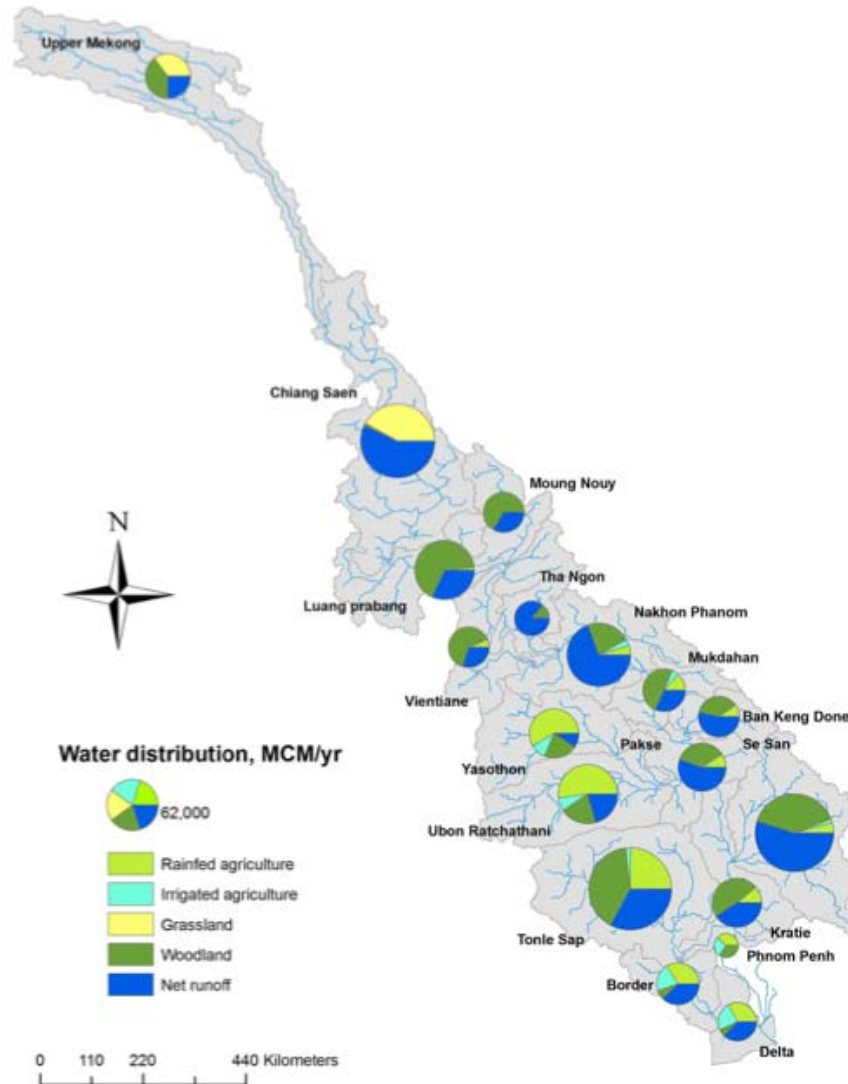 Upper Mekong
Chiang Saen
Moung Nouy
N
Tha Ngon
Luang prabang
Nakhon Phanom
Mukdahan
Vientiane
Ban Keng Done
Pakse
Se San
Yasothon
Ubon Ratchathani
Water distribution, MCM/yr
62,000
Rainfed agriculture
Irrigated agriculture
Grassland
Woodland
Net runoff
Tonle Sap
Kratie
Phnom Penh
Border
Delta
0 110 220 440 Kilometers